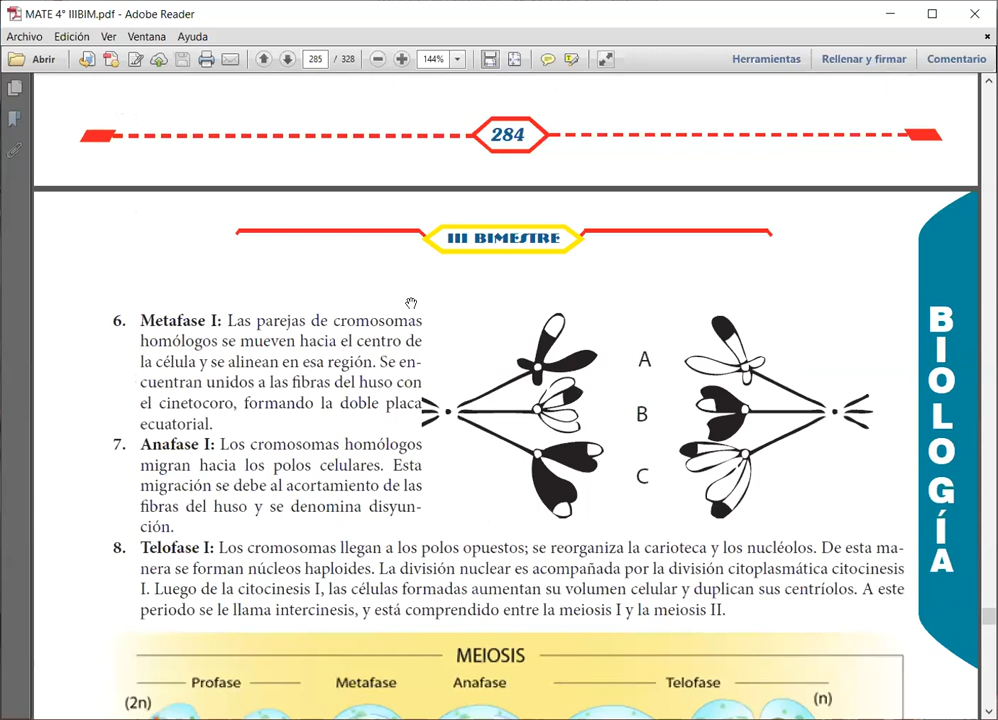 MATE 4° IIIBIM.pdf - Adobe Reader
Archivo Edición Ver Ventana Ayuda
Abrir 285 / 328 144% Herramientas Rellenar y firmar Comentario
284
III BIMESTRE
BIOLOGÍA
6. Metafase I: Las parejas de cromosomas
homólogos se mueven hacia el centro de
la célula y se alinean en esa región. Se en-
cuentran unidos a las fibras del huso con
el cinetocoro, formando la doble placa
ecuatorial.
7. Anafase I: Los cromosomas homólogos
migran hacia los polos celulares. Esta
migración se debe al acortamiento de las
fibras del huso y se denomina disyun-
ción.
A
B
C
8. Telofase I: Los cromosomas llegan a los polos opuestos; se reorganiza la carioteca y los nucléolos. De esta ma-
nera se forman núcleos haploides. La división nuclear es acompañada por la división citoplasmática citocinesis
I. Luego de la citocinesis I, las células formadas aumentan su volumen celular y duplican sus centríolos. A este
periodo se le llama intercinesis, y está comprendido entre la meiosis I y la meiosis II.
MEIOSIS
Profase Metafase Anafase Telofase
(2n) (n)